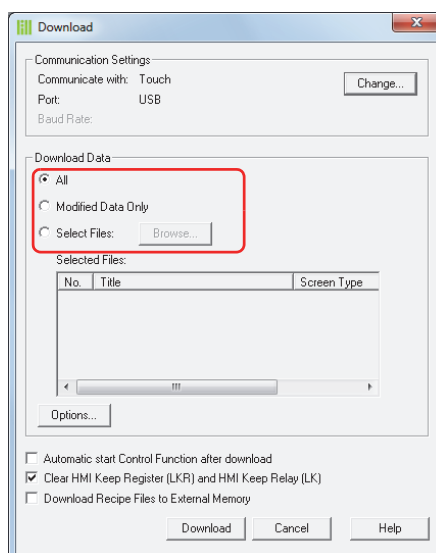 Download
Communication Settings
Communicate with: Touch
Change...
Port: USB
Baud Rate:
Download Data
All
Modified Data Only
Select Files: Browse...
Selected Files:
No. Title Screen Type
Options...
Automatic start Control Function after download
Clear HMI Keep Register (LKR) and HMI Keep Relay (LK)
Download Recipe Files to External Memory
Download Cancel Help